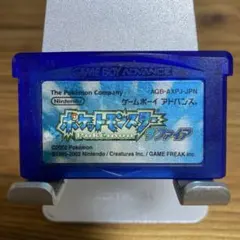 GAME BOY ADVANCE
The Pokémon Company
AGB-AXPJ-JPN
Nintendo
ゲームボーイ アドバンス
ポケットモンスター
サファイア
©2002 Pokémon
©1995-2002 Nintendo / Creatures inc. / GAME FREAK inc.